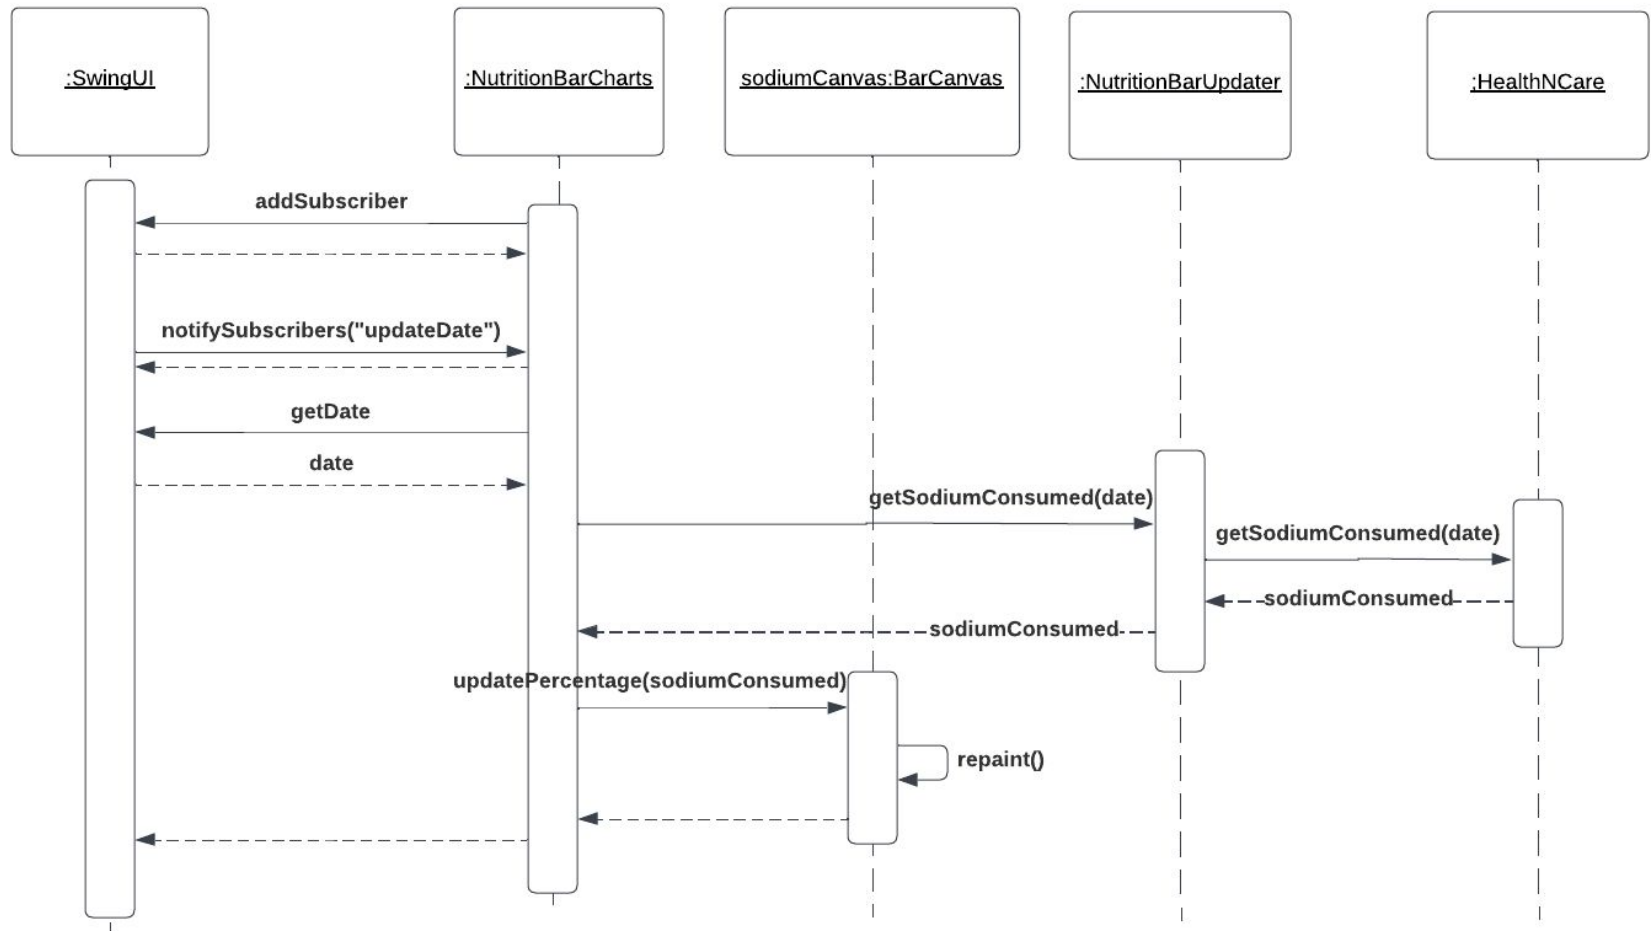 :SwingUI
:NutritionBarCharts
sodiumCanvas:BarCanvas
:NutritionBarUpdater
:HealthNCare
addSubscriber
notifySubscribers("updateDate")
getDate
date
getSodiumConsumed(date)
getSodiumConsumed(date)
sodiumConsumed
sodiumConsumed
updatePercentage(sodiumConsumed)
repaint()